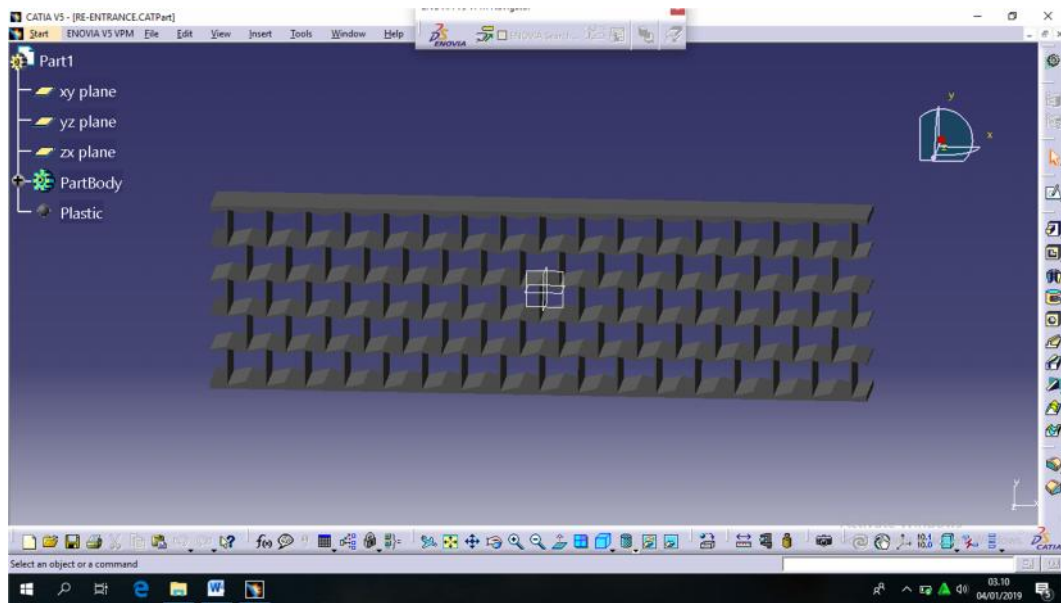 CATIA V5 - [RE-ENTRANCE.CATPart]
Start ENOVIA V5 VPM File Edit View Insert Tools Window Help
ENOVIA
Part1
xy plane
yz plane
zx plane
PartBody
Plastic
y
x
z
y
Select an object or a command
CATIA
03.10
04/01/2019